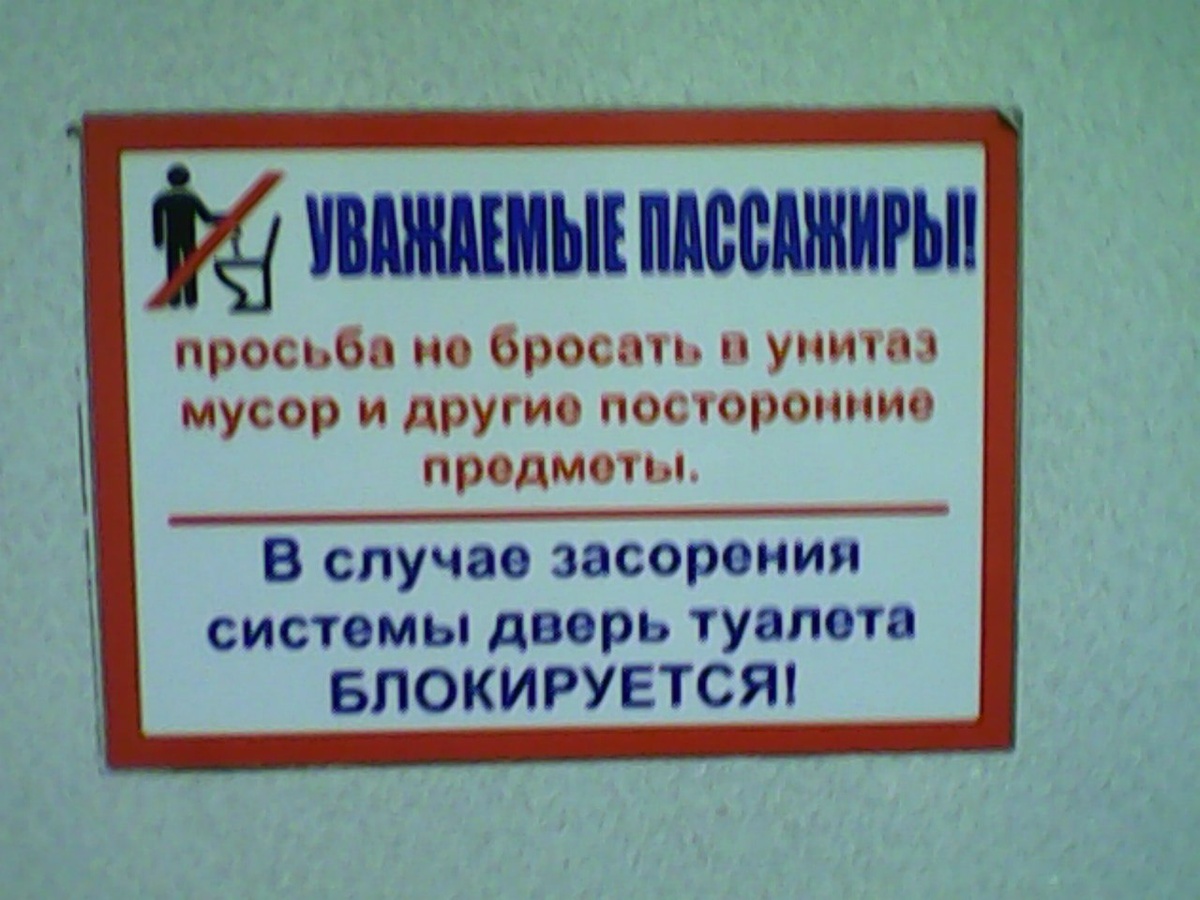 УВАЖАЕМЫЕ ПАССАЖИРЫ!
просьба не бросать в унитаз
мусор и другие посторонние
предметы.
В случае засорения
системы дверь туалета
БЛОКИРУЕТСЯ!